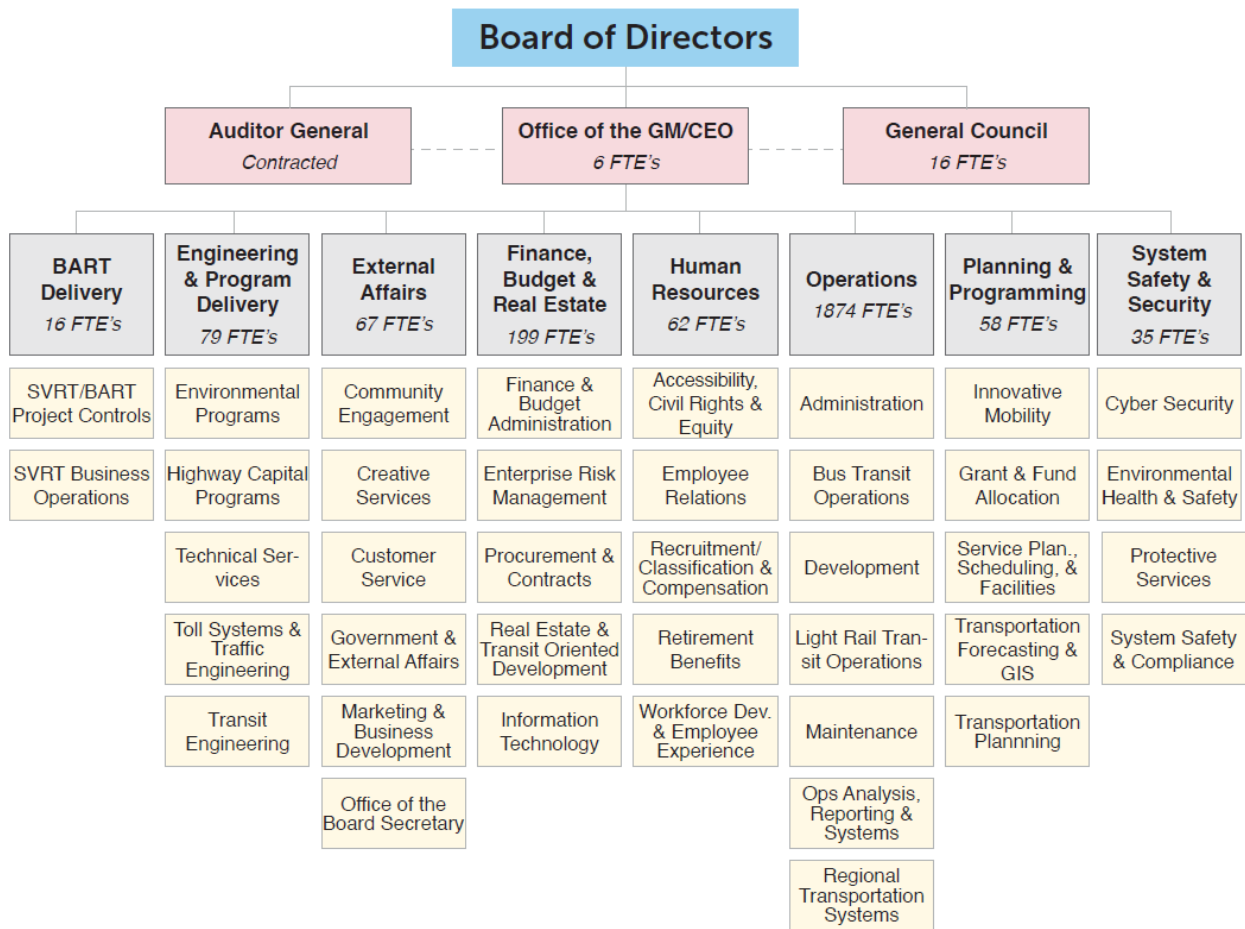 Board of Directors
Auditor General
Contracted
Office of the GM/CEO
6 FTE’s
General Council
16 FTE’s
BART
Delivery
16 FTE’s
Engineering
& Program
Delivery
79 FTE’s
External
Affairs
67 FTE’s
Finance,
Budget &
Real Estate
199 FTE’s
Human
Resources
62 FTE’s
Operations
1874 FTE’s
Planning &
Programming
58 FTE’s
System
Safety &
Security
35 FTE’s
SVRT/BART
Project Controls
SVRT Business
Operations
Environmental
Programs
Highway Capital
Programs
Technical Ser-
vices
Toll Systems &
Traffic
Engineering
Transit
Engineering
Community
Engagement
Creative
Services
Customer
Service
Government &
External Affairs
Marketing &
Business
Development
Office of the
Board Secretary
Finance &
Budget
Administration
Enterprise Risk
Management
Procurement &
Contracts
Real Estate &
Transit Oriented
Development
Information
Technology
Accessibility,
Civil Rights &
Equity
Employee
Relations
Recruitment/
Classification &
Compensation
Retirement
Benefits
Workforce Dev.
& Employee
Experience
Administration
Bus Transit
Operations
Development
Light Rail Tran-
sit Operations
Maintenance
Ops Analysis,
Reporting &
Systems
Regional
Transportation
Systems
Innovative
Mobility
Grant & Fund
Allocation
Service Plan.,
Scheduling, &
Facilities
Transportation
Forecasting &
GIS
Transportation
Plannning
Cyber Security
Environmental
Health & Safety
Protective
Services
System Safety
& Compliance